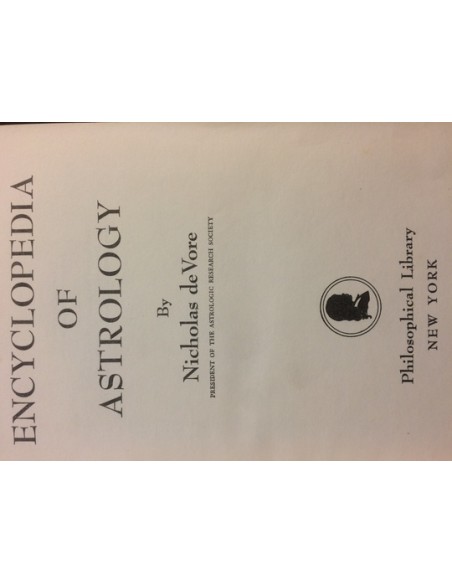 ENCYCLOPEDIA
OF
ASTROLOGY
By
Nicholas deVore
PRESIDENT OF THE ASTROLOGIC RESEARCH SOCIETY
Philosophical Library
NEW YORK